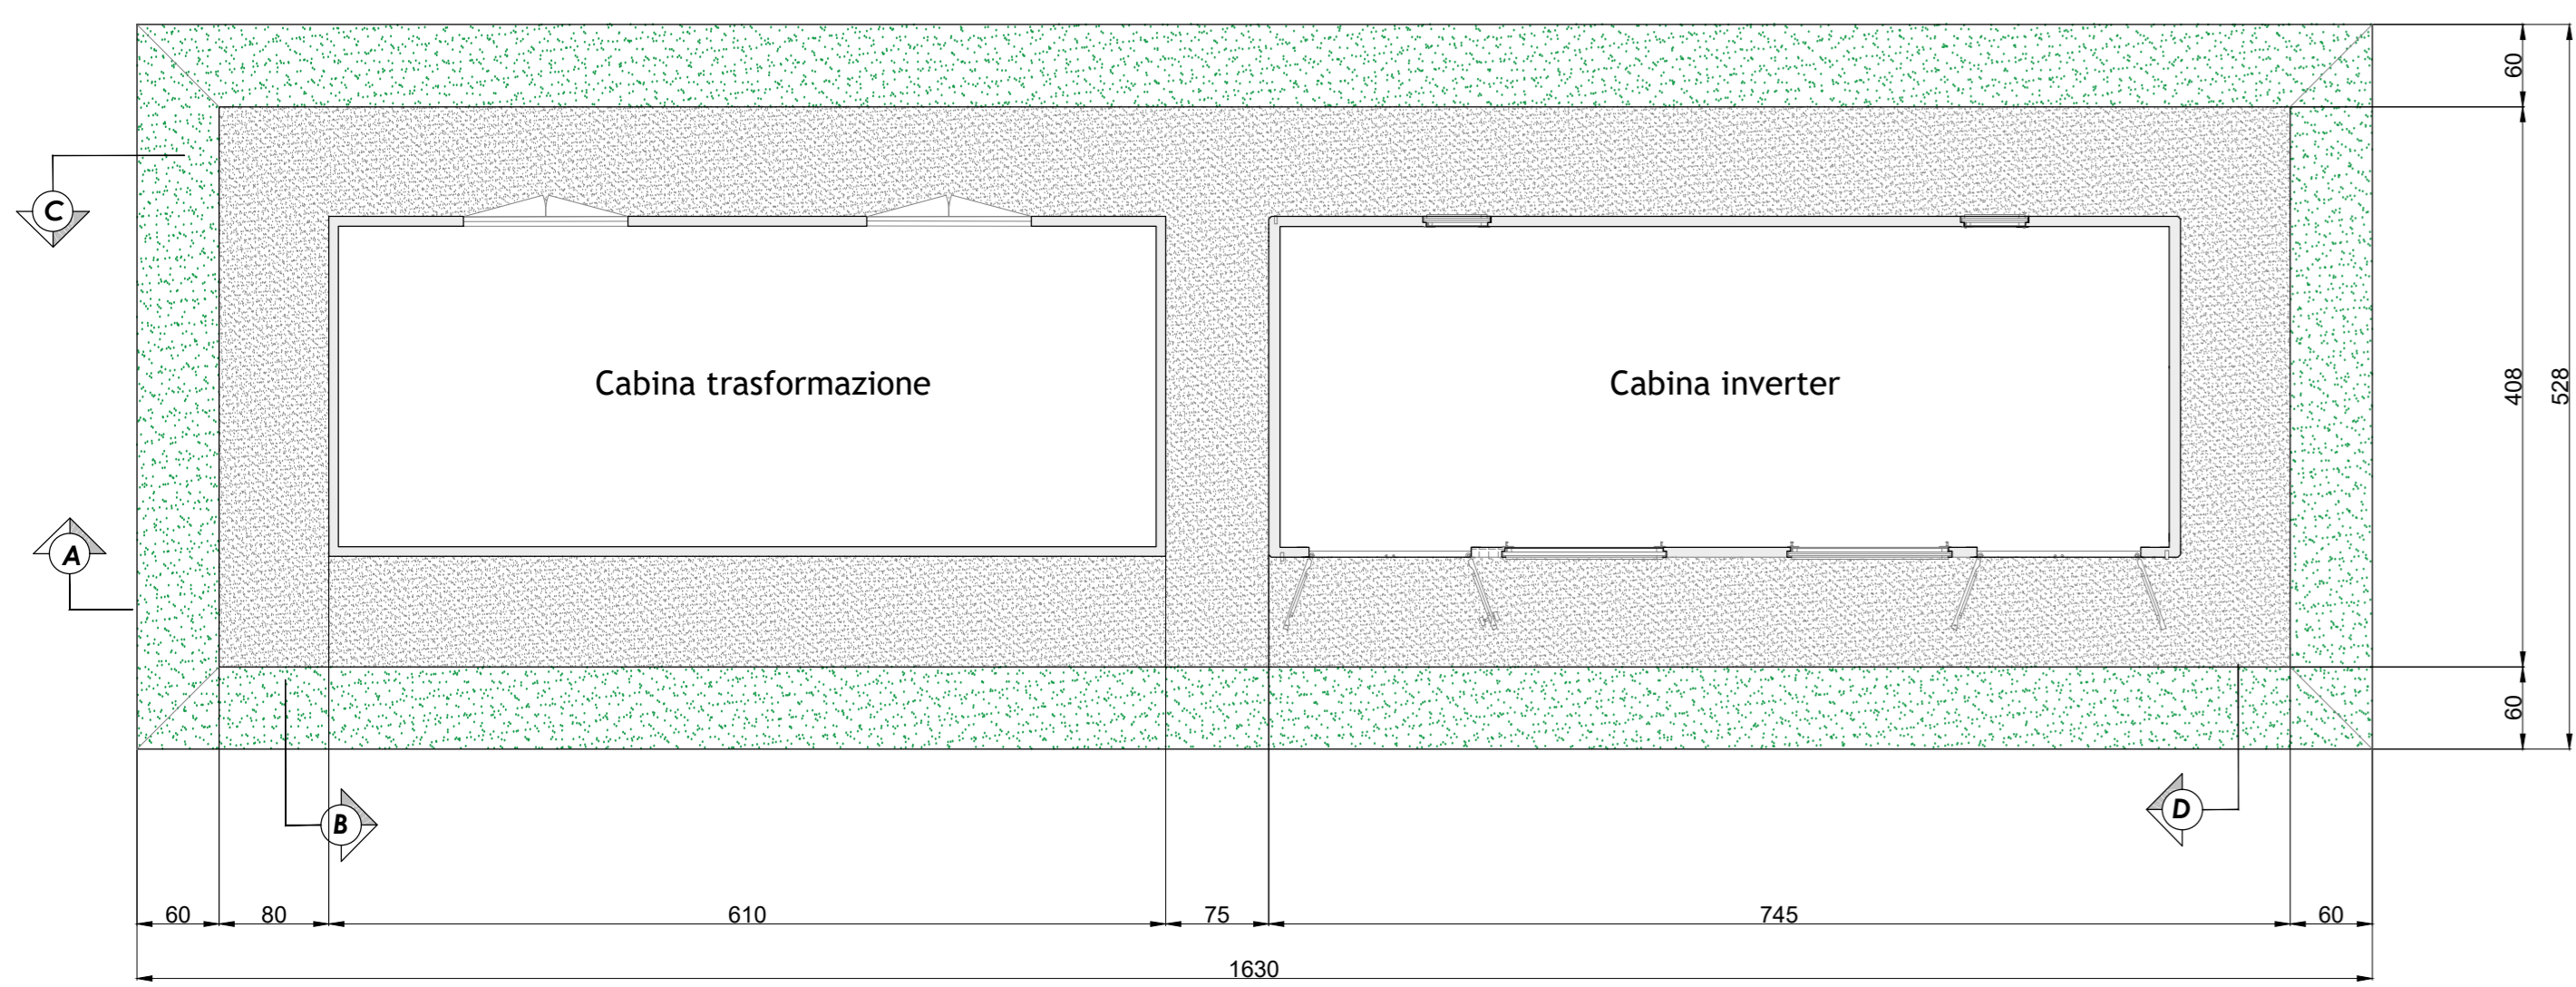 60
C
Cabina trasformazione
Cabina inverter
408
528
A
60
B
D
60
80
610
75
745
60
1630